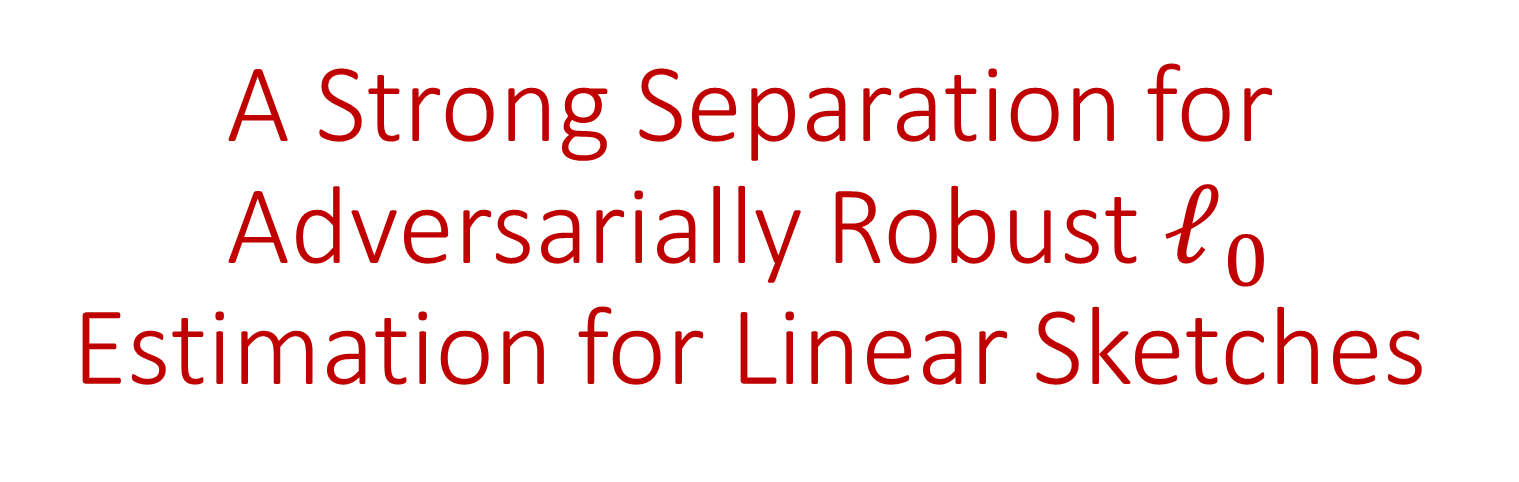 A Strong Separation for
Adversarially Robust ℓ₀
Estimation for Linear Sketches